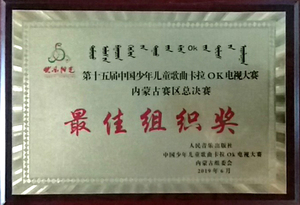 OK
第十五届中国少年儿童歌曲卡拉OK电视大赛
内蒙古赛区总决赛
最佳组织奖
人民音乐出版社
中国少年儿童歌曲卡拉OK电视大赛
内蒙古组委会
2019年6月